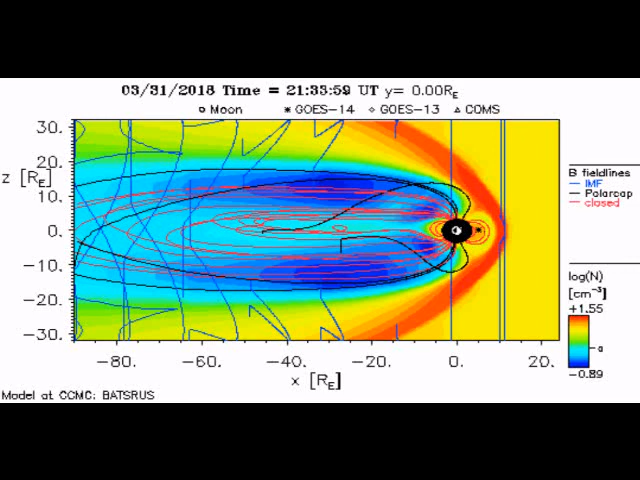 03/31/2018 Time = 21:33:59 UT y= 0.00RE
Moon GOES-14 GOES-13 COMS
30.
20.
z [RE]
10.
0.
-10.
-20.
-30.
-80. -60. -40. -20. 0. 20.
x [RE]
B fieldlines
IMF
Polarcap
closed
log(N)
[cm-3]
+1.55
0
-0.89
Model at CCMC: BATSRUS